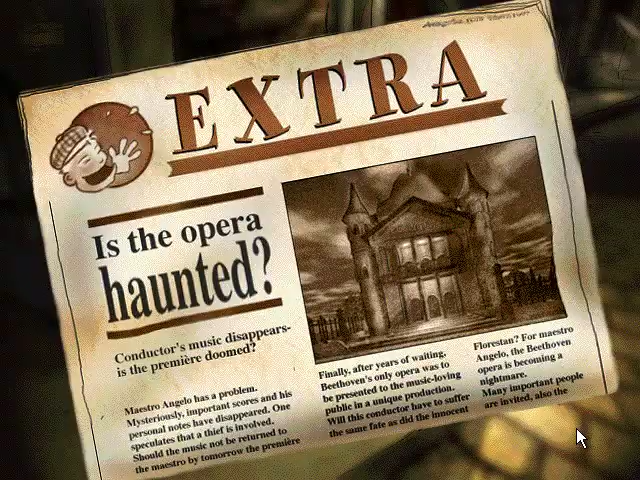 EXTRA
Is the opera
haunted?
Conductor's music disappears-
is the première doomed?
Maestro Angelo has a problem.
Mysteriously, important scores and his
personal notes have disappeared. One
speculates that a thief is involved.
Should the music not be returned to
the maestro by tomorrow the première
Finally, after years of waiting,
Beethoven's only opera was to
be presented to the music-loving
public in a unique production.
Will this conductor have to suffer
the same fate as did the innocent
Florestan? For maestro
Angelo, the Beethoven
opera is becoming a
nightmare.
Many important people
are invited, also the